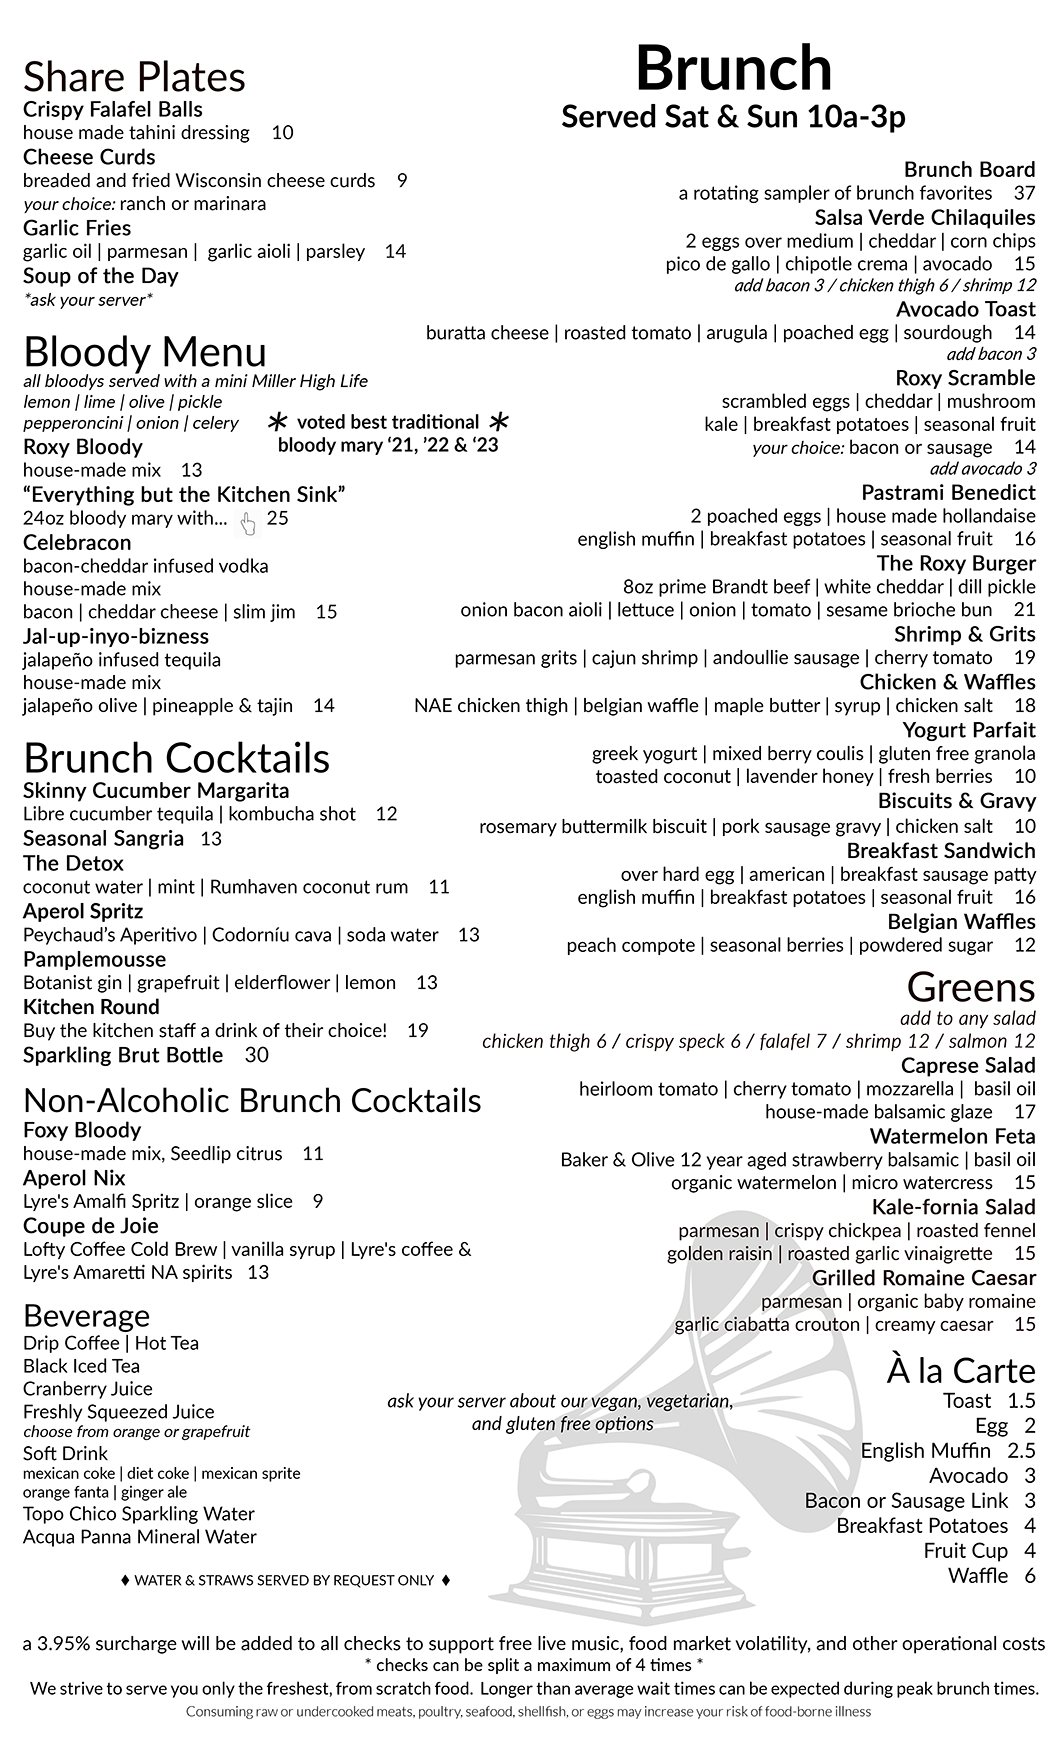 Share Plates
Crispy Falafel Balls
house made tahini dressing 10
Cheese Curds
breaded and fried Wisconsin cheese curds 9
your choice: ranch or marinara
Garlic Fries
garlic oil | parmesan | garlic aioli | parsley 14
Soup of the Day
*ask your server*
Bloody Menu
all bloodys served with a mini Miller High Life
lemon | lime | olive | pickle
pepperoncini | onion | celery
* voted best traditional *
bloody mary ‘21, ’22 & ‘23
Roxy Bloody
house-made mix 13
“Everything but the Kitchen Sink”
24oz bloody mary with... 25
Celebracon
bacon-cheddar infused vodka
house-made mix
bacon | cheddar cheese | slim jim 15
Jal-up-inyo-bizness
jalapeño infused tequila
house-made mix
jalapeño olive | pineapple & tajin 14
Brunch Cocktails
Skinny Cucumber Margarita
Libre cucumber tequila | kombucha shot 12
Seasonal Sangria 13
The Detox
coconut water | mint | Rumhaven coconut rum 11
Aperol Spritz
Peychaud’s Aperitivo | Codorníu cava | soda water 13
Pamplemousse
Botanist gin | grapefruit | elderflower | lemon 13
Kitchen Round
Buy the kitchen staff a drink of their choice! 19
Sparkling Brut Bottle 30
Non-Alcoholic Brunch Cocktails
Foxy Bloody
house-made mix, Seedlip citrus 11
Aperol Nix
Lyre's Amalfi Spritz | orange slice 9
Coupe de Joie
Lofty Coffee Cold Brew | vanilla syrup | Lyre's coffee &
Lyre's Amaretti NA spirits 13
Beverage
Drip Coffee | Hot Tea
Black Iced Tea
Cranberry Juice
Freshly Squeezed Juice
choose from orange or grapefruit
Soft Drink
mexican coke | diet coke | mexican sprite
orange fanta | ginger ale
Topo Chico Sparkling Water
Acqua Panna Mineral Water
♦ WATER & STRAWS SERVED BY REQUEST ONLY ♦
Brunch
Served Sat & Sun 10a-3p
Brunch Board
a rotating sampler of brunch favorites 37
Salsa Verde Chilaquiles
2 eggs over medium | cheddar | corn chips
pico de gallo | chipotle crema | avocado 15
add bacon 3 / chicken thigh 6 / shrimp 12
Avocado Toast
buratta cheese | roasted tomato | arugula | poached egg | sourdough 14
add bacon 3
Roxy Scramble
scrambled eggs | cheddar | mushroom
kale | breakfast potatoes | seasonal fruit
your choice: bacon or sausage 14
add avocado 3
Pastrami Benedict
2 poached eggs | house made hollandaise
english muffin | breakfast potatoes | seasonal fruit 16
The Roxy Burger
8oz prime Brandt beef | white cheddar | dill pickle
onion bacon aioli | lettuce | onion | tomato | sesame brioche bun 21
Shrimp & Grits
parmesan grits | cajun shrimp | andoullie sausage | cherry tomato 19
Chicken & Waffles
NAE chicken thigh | belgian waffle | maple butter | syrup | chicken salt 18
Yogurt Parfait
greek yogurt | mixed berry coulis | gluten free granola
toasted coconut | lavender honey | fresh berries 10
Biscuits & Gravy
rosemary buttermilk biscuit | pork sausage gravy | chicken salt 10
Breakfast Sandwich
over hard egg | american | breakfast sausage patty
english muffin | breakfast potatoes | seasonal fruit 16
Belgian Waffles
peach compote | seasonal berries | powdered sugar 12
Greens
add to any salad
chicken thigh 6 / crispy speck 6 / falafel 7 / shrimp 12 / salmon 12
Caprese Salad
heirloom tomato | cherry tomato | mozzarella | basil oil
house-made balsamic glaze 17
Watermelon Feta
Baker & Olive 12 year aged strawberry balsamic | basil oil
organic watermelon | micro watercress 15
Kale-fornia Salad
parmesan | crispy chickpea | roasted fennel
golden raisin | roasted garlic vinaigrette 15
Grilled Romaine Caesar
parmesan | organic baby romaine
garlic ciabatta crouton | creamy caesar 15
ask your server about our vegan, vegetarian,
and gluten free options
À la Carte
Toast 1.5
Egg 2
English Muffin 2.5
Avocado 3
Bacon or Sausage Link 3
Breakfast Potatoes 4
Fruit Cup 4
Waffle 6
a 3.95% surcharge will be added to all checks to support free live music, food market volatility, and other operational costs
* checks can be split a maximum of 4 times *
We strive to serve you only the freshest, from scratch food. Longer than average wait times can be expected during peak brunch times.
Consuming raw or undercooked meats, poultry, seafood, shellfish, or eggs may increase your risk of food-borne illness